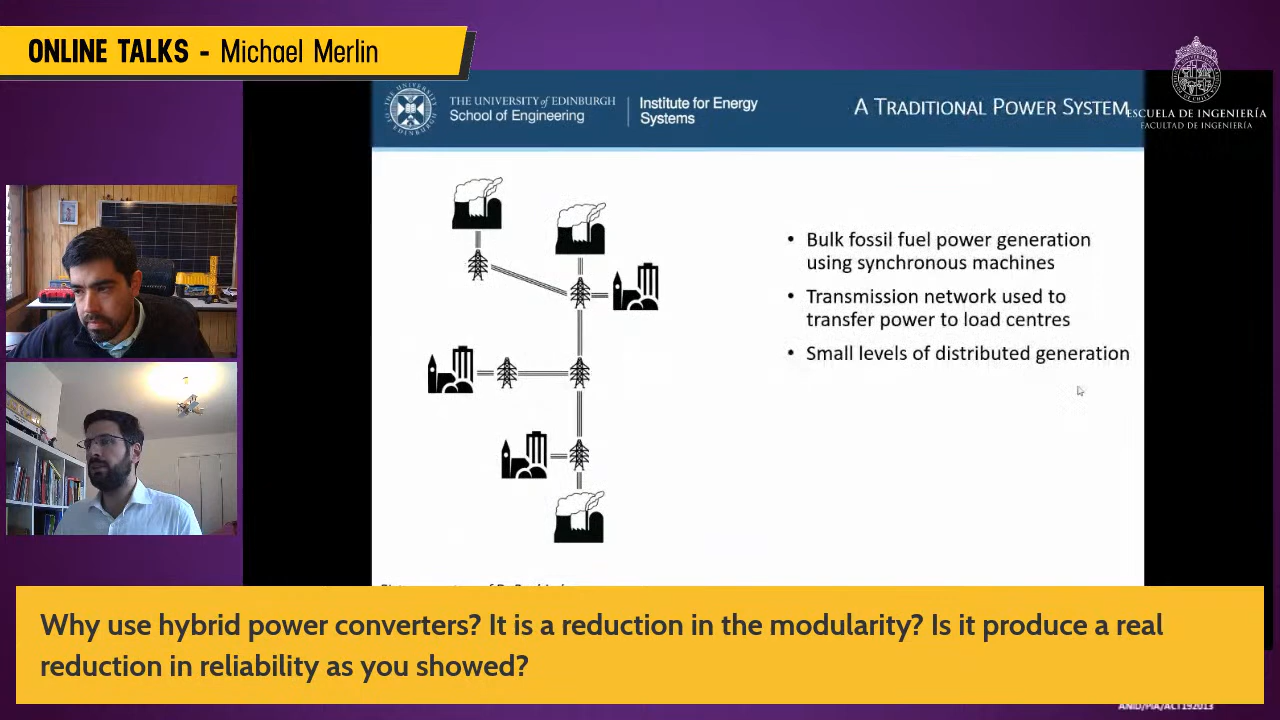 ONLINE TALKS - Michael Merlin
THE UNIVERSITY of EDINBURGH
School of Engineering
Institute for Energy
Systems
A TRADITIONAL POWER SYSTEM
ESCUELA DE INGENIERÍA
FACULTAD DE INGENIERÍA
• Bulk fossil fuel power generation
using synchronous machines
• Transmission network used to
transfer power to load centres
• Small levels of distributed generation
Why use hybrid power converters? It is a reduction in the modularity? Is it produce a real
reduction in reliability as you showed?
ANID/PIA/ACT192013